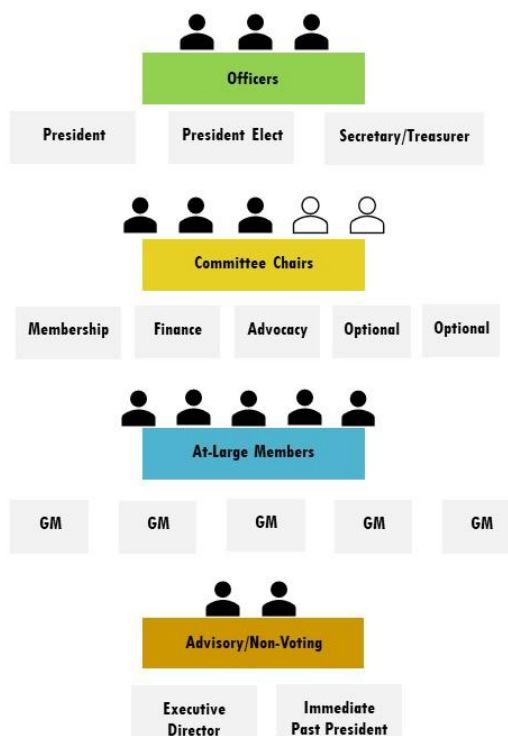 Officers
President
President Elect
Secretary/Treasurer
Committee Chairs
Membership
Finance
Advocacy
Optional
Optional
At-Large Members
GM
GM
GM
GM
GM
Advisory/Non-Voting
Executive
Director
Immediate
Past President